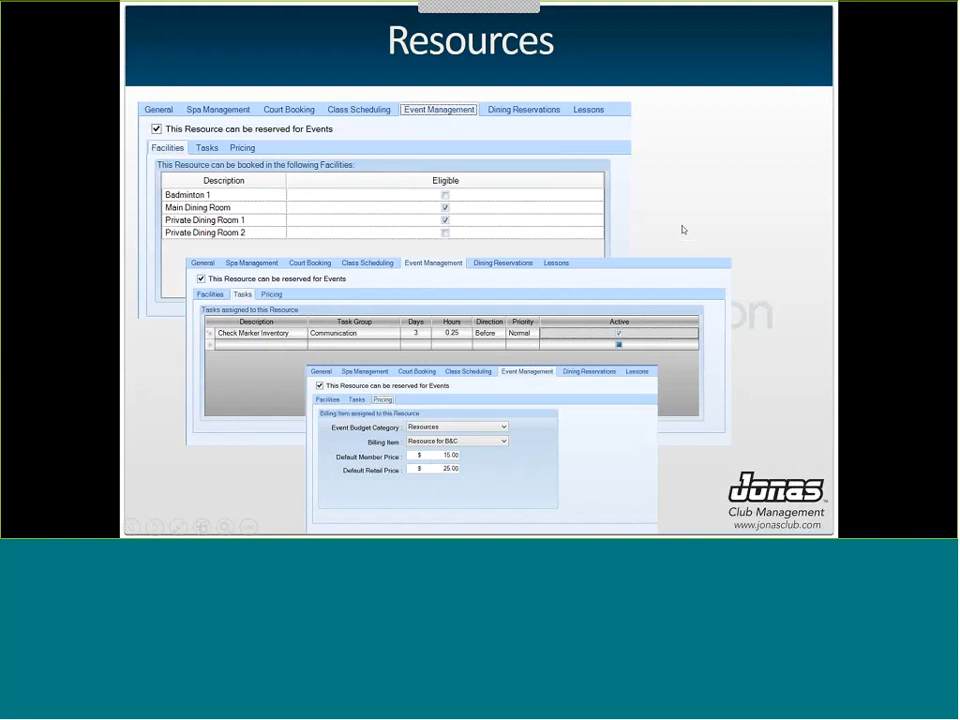 Resources
General Spa Management Court Booking Class Scheduling Event Management Dining Reservations Lessons
This Resource can be reserved for Events
Facilities Tasks Pricing
This Resource can be booked in the following Facilities:
Description Eligible
Badminton 1
Main Dining Room
Private Dining Room 1
Private Dining Room 2
General Spa Management Court Booking Class Scheduling Event Management Dining Reservations Lessons
This Resource can be reserved for Events
Facilities Tasks Pricing
Tasks assigned to this Resource
Description Task Group Days Hours Direction Priority Active
Check Marker Inventory Communication 3 0.25 Before Normal
General Spa Management Court Booking Class Scheduling Event Management Dining Reservations Lessons
This Resource can be reserved for Events
Facilities Tasks Pricing
Billing Item assigned to this Resource
Event Budget Category : Resources
Billing Item : Resource for B&C
Default Member Price : $ 15.00
Default Retail Price : $ 25.00
on
Jonas
Club Management
www.jonasclub.com